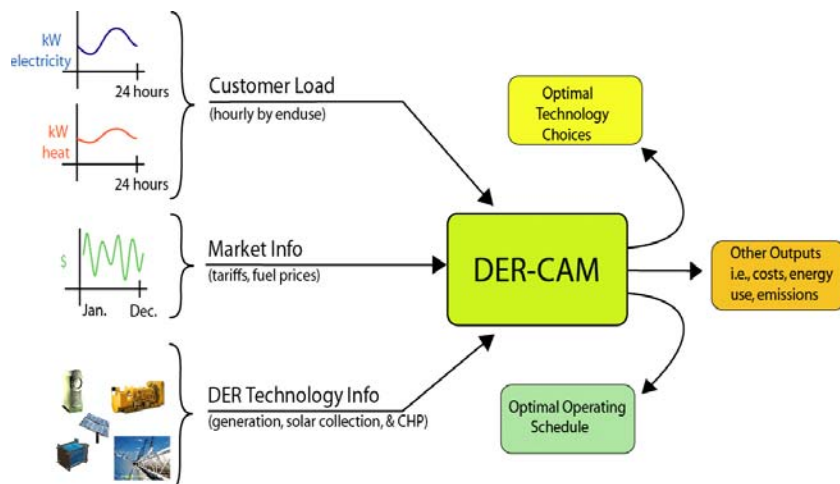 kW
electricity
24 hours
kW
heat
24 hours
Customer Load
(hourly by enduse)
$
Jan. Dec.
Market Info
(tariffs, fuel prices)
DER Technology Info
(generation, solar collection, & CHP)
DER-CAM
Optimal
Technology
Choices
Other Outputs
i.e., costs, energy
use, emissions
Optimal Operating
Schedule